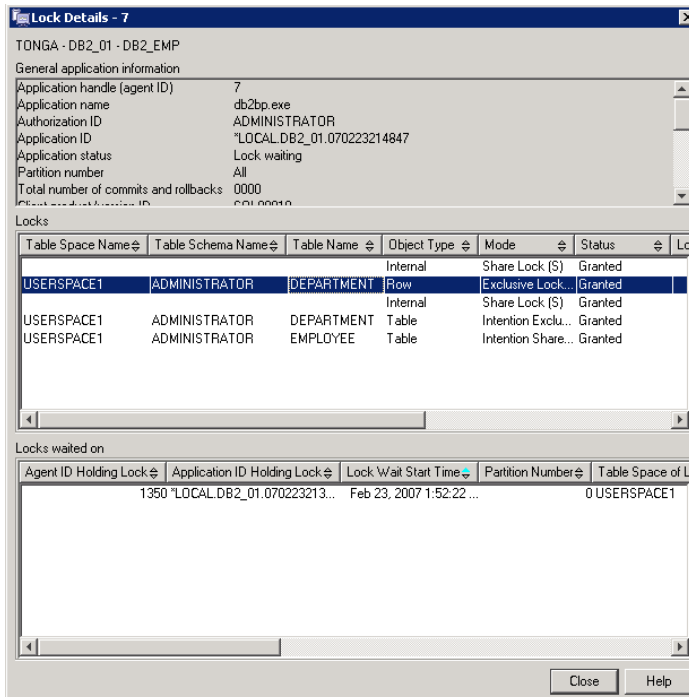 Lock Details - 7
TONGA - DB2_01 - DB2_EMP
General application information
Application handle (agent ID) 7
Application name db2bp.exe
Authorization ID ADMINISTRATOR
Application ID *LOCAL.DB2_01.070223214847
Application status Lock waiting
Partition number All
Total number of commits and rollbacks 0000
Locks
Table Space Name Table Schema Name Table Name Object Type Mode Status Lo
Internal Share Lock (S) Granted
USERSPACE1 ADMINISTRATOR DEPARTMENT Row Exclusive Lock... Granted
Internal Share Lock (S) Granted
USERSPACE1 ADMINISTRATOR DEPARTMENT Table Intention Exclu... Granted
USERSPACE1 ADMINISTRATOR EMPLOYEE Table Intention Share... Granted
Locks waited on
Agent ID Holding Lock Application ID Holding Lock Lock Wait Start Time Partition Number Table Space of L
1350 *LOCAL.DB2_01.070223213... Feb 23, 2007 1:52:22 ... 0 USERSPACE1
Close Help